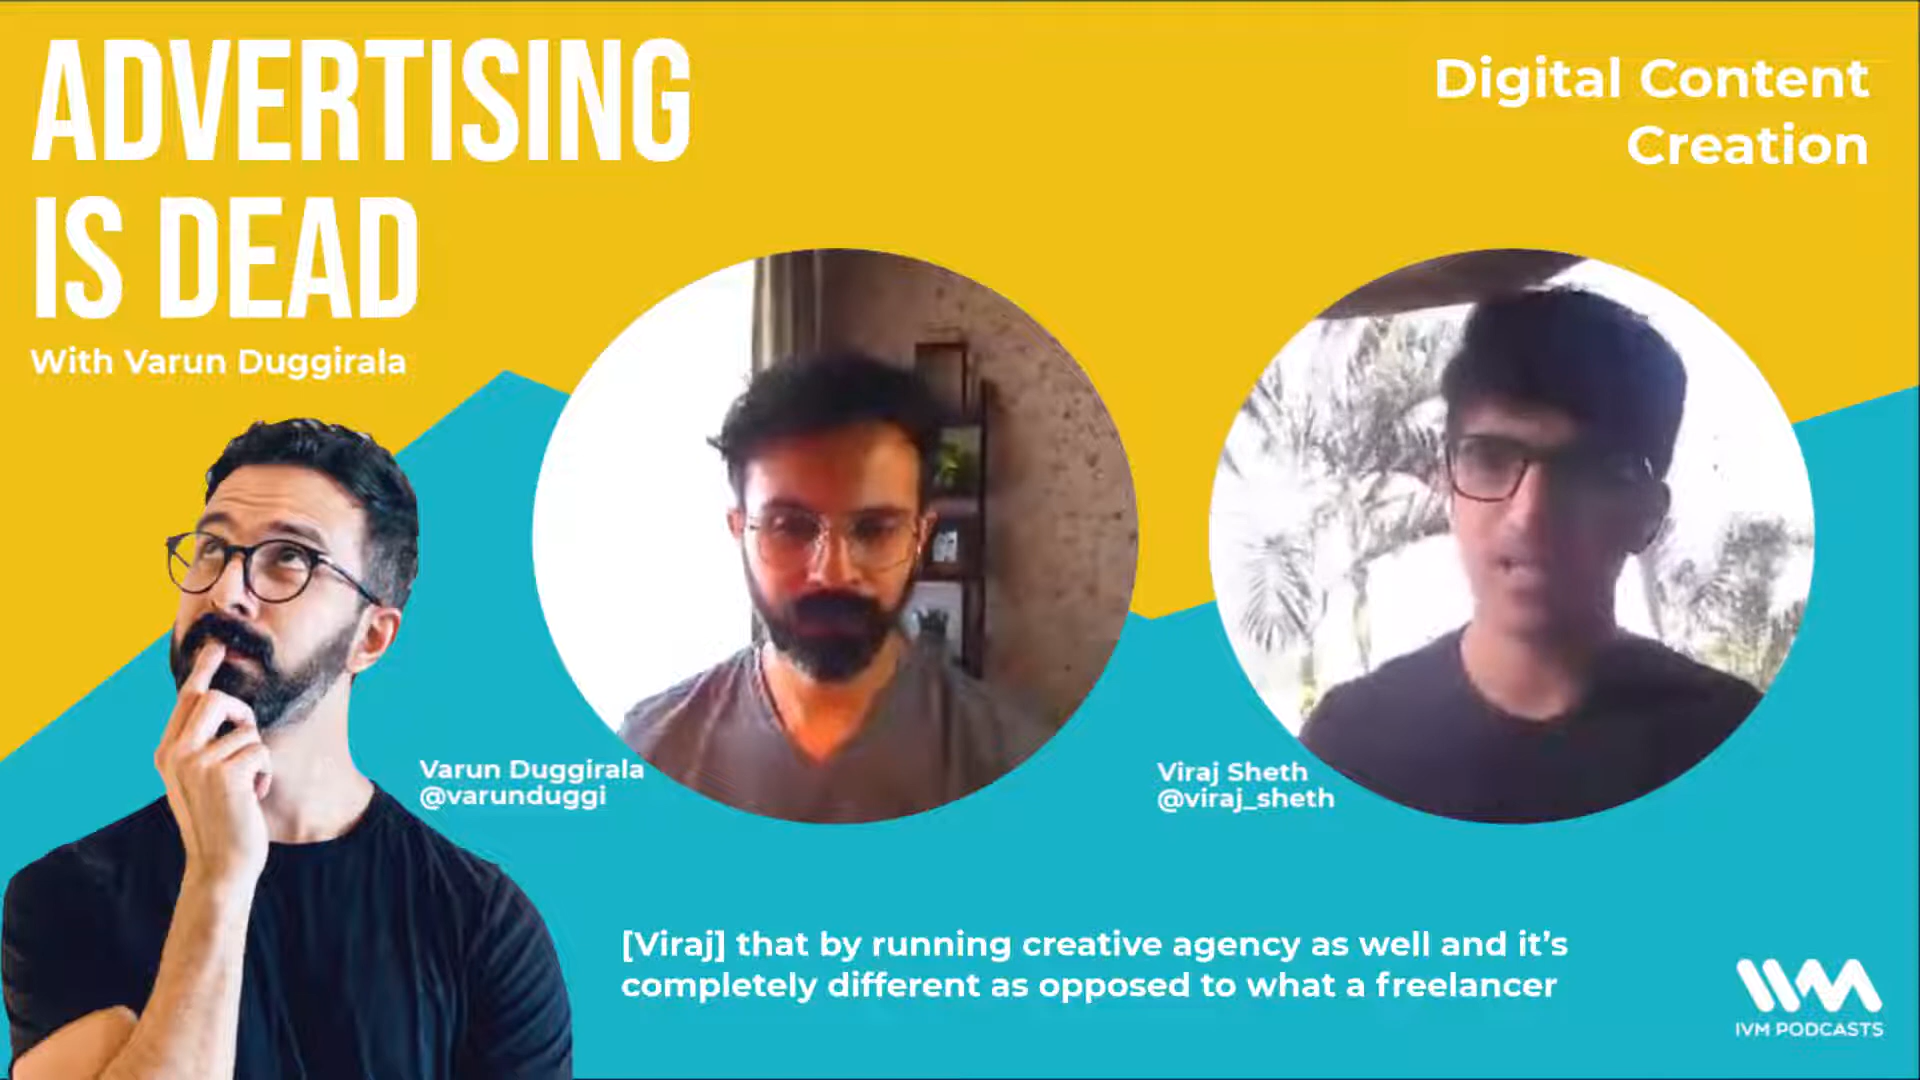 ADVERTISING
IS DEAD
With Varun Duggirala
Digital Content
Creation
Varun Duggirala
@varunduggi
Viraj Sheth
@viraj_sheth
[Viraj] that by running creative agency as well and it's
completely different as opposed to what a freelancer
IVM PODCASTS